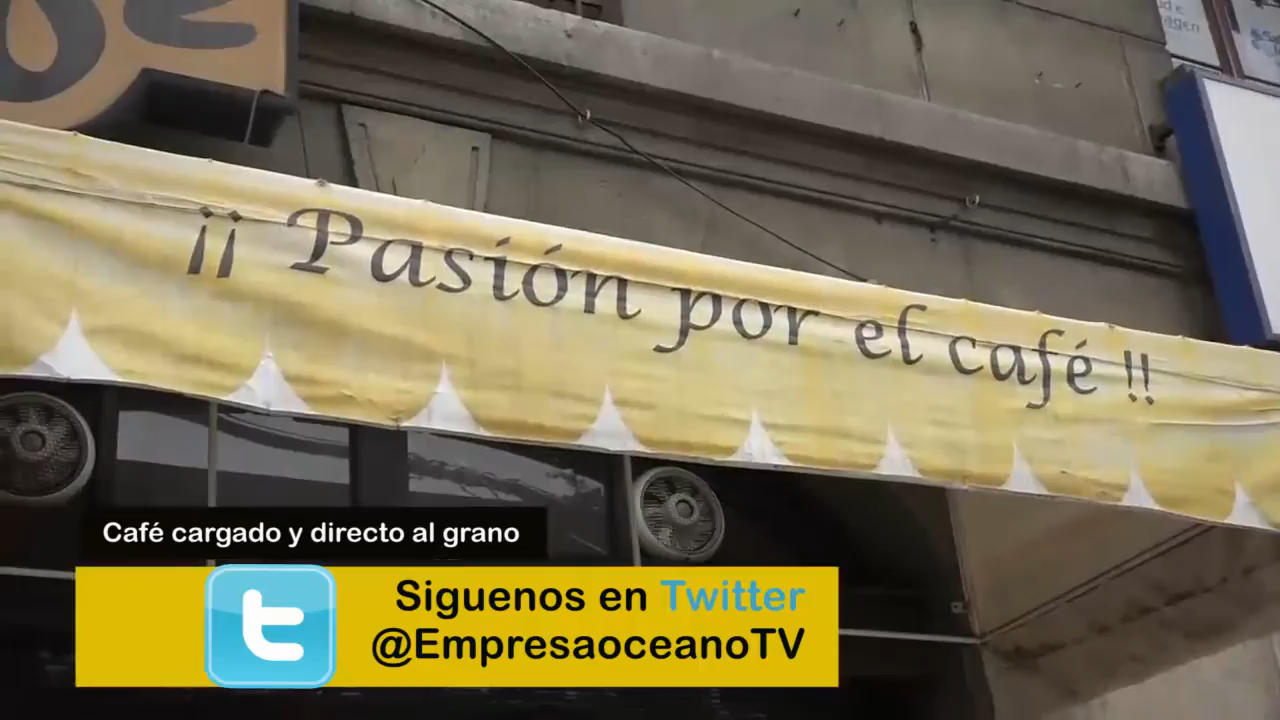 ¡¡ Pasión por el café !!
Café cargado y directo al grano
Siguenos en Twitter
@EmpresaoceanoTV